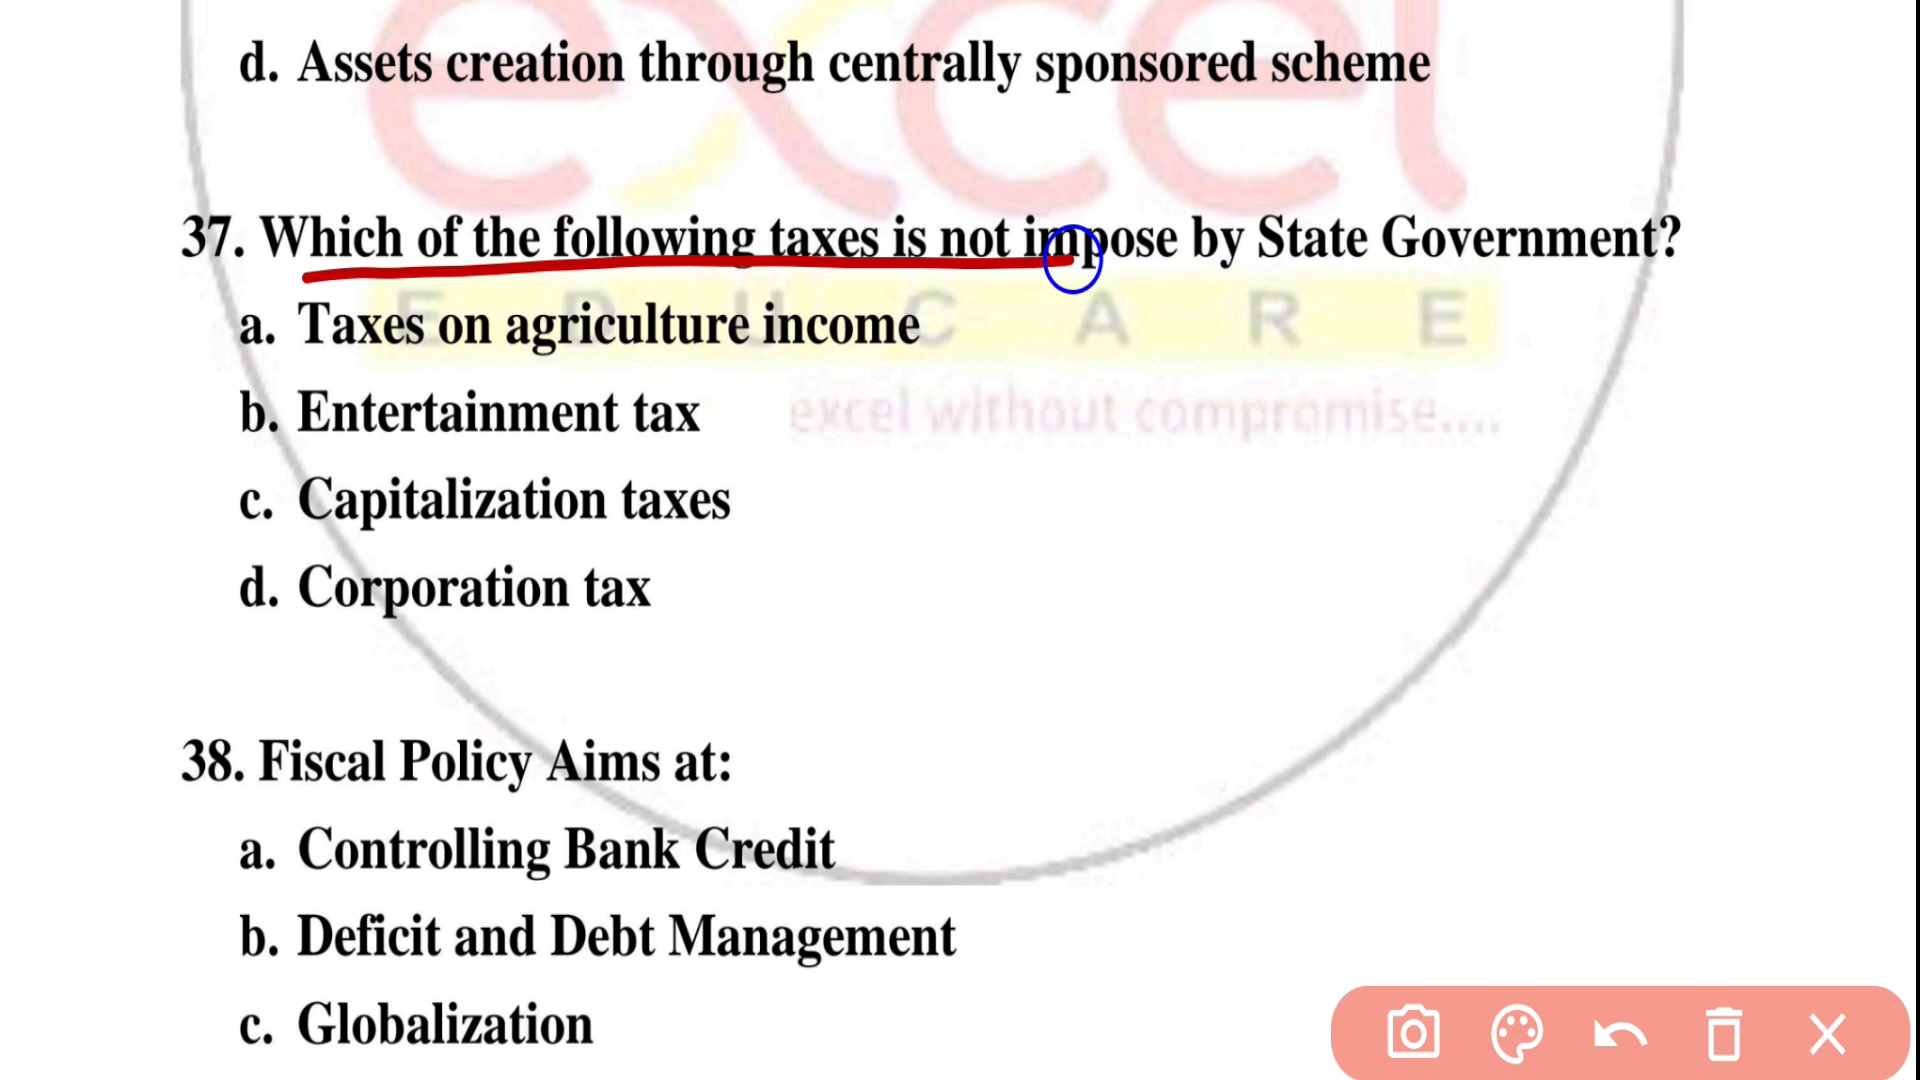 excel
d. Assets creation through centrally sponsored scheme
37. Which of the following taxes is not impose by State Government?
E D U C A R E
a. Taxes on agriculture income
b. Entertainment tax
excel without compromise....
c. Capitalization taxes
d. Corporation tax
38. Fiscal Policy Aims at:
a. Controlling Bank Credit
b. Deficit and Debt Management
c. Globalization